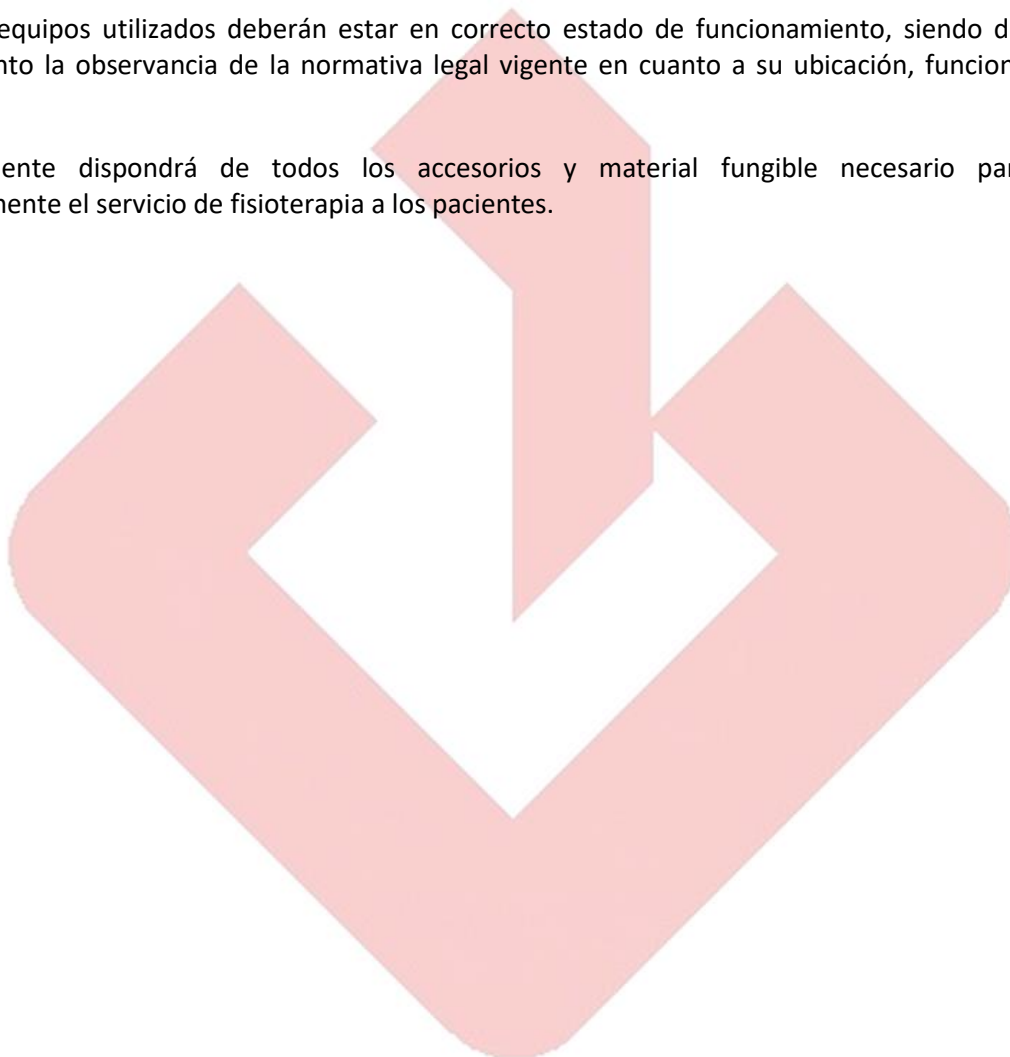 equipos utilizados deberán estar en correcto estado de funcionamiento, siendo d
nto la observancia de la normativa legal vigente en cuanto a su ubicación, funcion
ente dispondrá de todos los accesorios y material fungible necesario par
mente el servicio de fisioterapia a los pacientes.